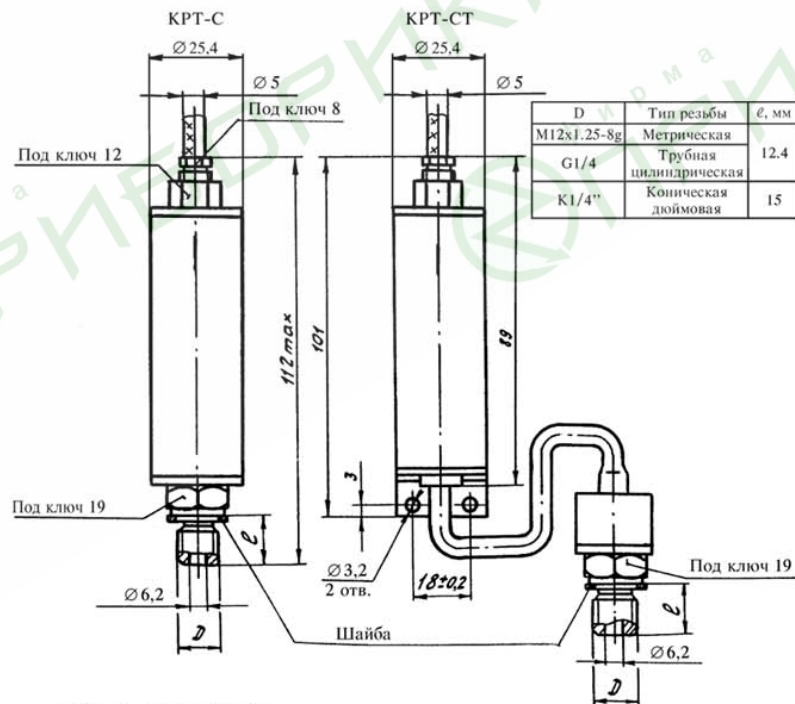 КРТ-С
КРТ-СТ
∅ 25,4
∅ 25,4
∅ 5
∅ 5
Под ключ 8
Под ключ 12
D Тип резьбы ℓ, мм
М12х1.25-8g Метрическая 12.4
G1/4 Трубная
цилиндрическая
К1/4’’ Коническая 15
дюймовая
112 max
101
89
3
Под ключ 19
ℓ
∅ 3,2
2 отв.
18±0,2
Под ключ 19
∅ 6,2
D
Шайба
ℓ
∅ 6,2
D